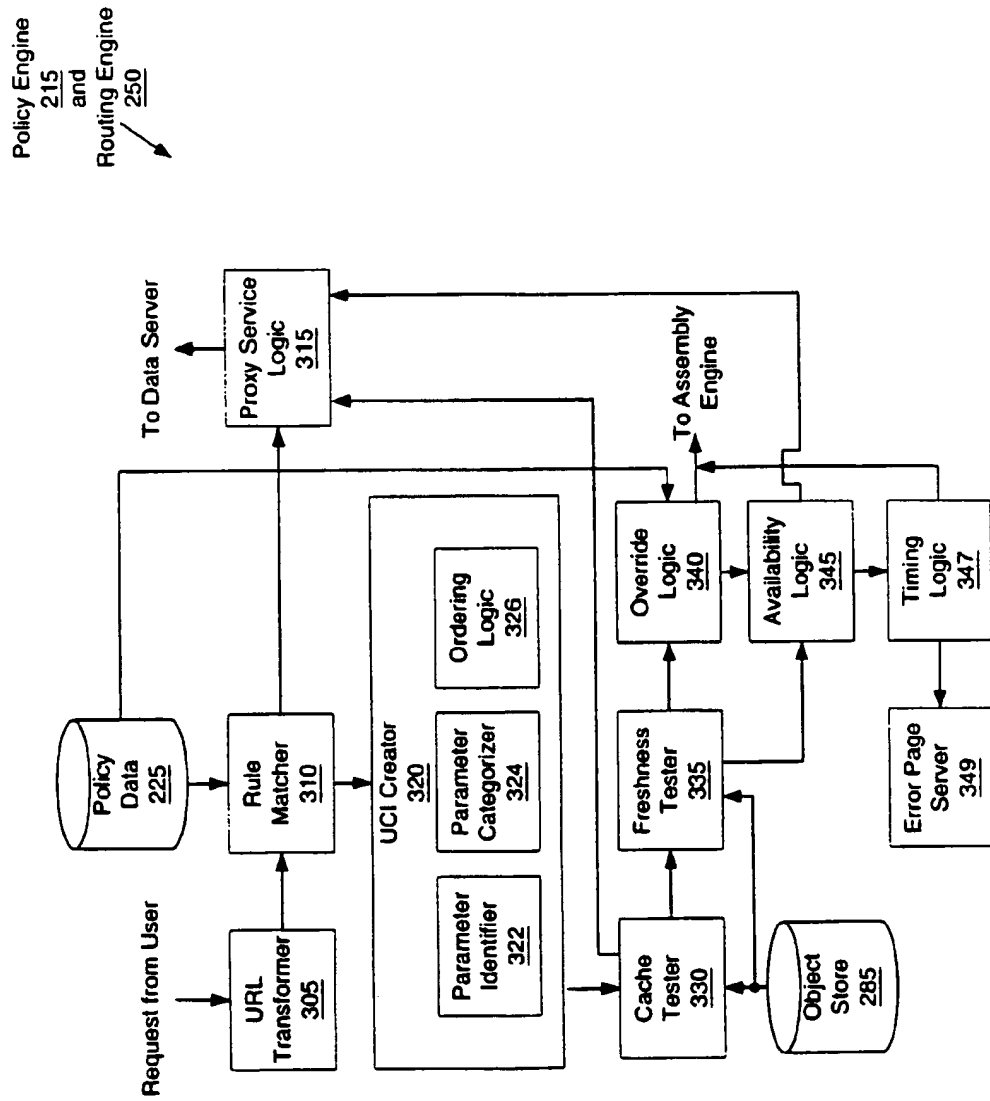 Policy Engine
215
and
Routing Engine
250
To Data Server
Proxy Service
Logic
315
Policy
Data
225
Request from User
URL
Transformer
305
Rule
Matcher
310
UCI Creator
320
Parameter
Identifier
322
Parameter
Categorizer
324
Ordering
Logic
326
To Assembly
Engine
Cache
Tester
330
Freshness
Tester
335
Override
Logic
340
Availability
Logic
345
Object
Store
285
Error Page
Server
349
Timing
Logic
347